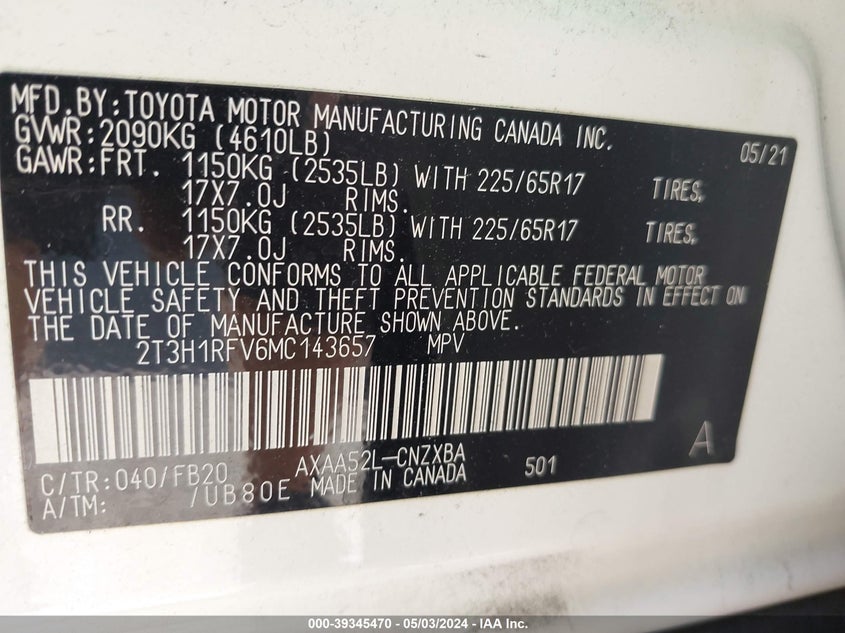 MFD.BY:TOYOTA MOTOR MANUFACTURING CANADA INC.
GVWR:2090KG (4610LB) 05/21
GAWR:FRT. 1150KG (2535LB) WITH 225/65R17 TIRES,
17X7.0J RIMS.
RR. 1150KG (2535LB) WITH 225/65R17 TIRES,
17X7.0J RIMS.
THIS VEHICLE CONFORMS TO ALL APPLICABLE FEDERAL MOTOR
VEHICLE SAFETY AND THEFT PREVENTION STANDARDS IN EFFECT ON
THE DATE OF MANUFACTURE SHOWN ABOVE.
2T3H1RFV6MC143657 MPV
A
C/TR:040/FB20 AXAA52L-CNZXBA 501
A/TM: /UB80E MADE IN CANADA
000-39345470 - 05/03/2024 - IAA Inc.